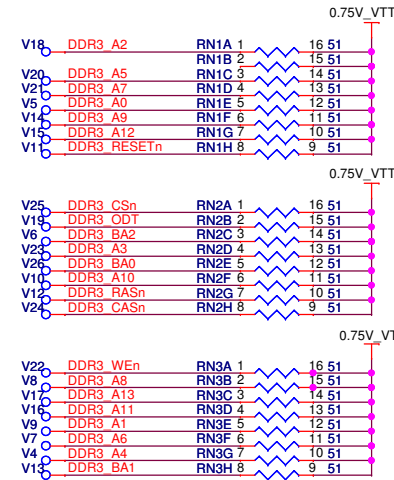 0.75V_VTT
V18 DDR3_A2 RN1A 1 16 51
RN1B 2 15 51
V20 DDR3_A5 RN1C 3 14 51
V21 DDR3_A7 RN1D 4 13 51
V5 DDR3_A0 RN1E 5 12 51
V14 DDR3_A9 RN1F 6 11 51
V15 DDR3_A12 RN1G 7 10 51
V11 DDR3_RESETn RN1H 8 9 51
0.75V_VTT
V25 DDR3_CSn RN2A 1 16 51
V19 DDR3_ODT RN2B 2 15 51
V6 DDR3_BA2 RN2C 3 14 51
V23 DDR3_A3 RN2D 4 13 51
V26 DDR3_BA0 RN2E 5 12 51
V10 DDR3_A10 RN2F 6 11 51
V12 DDR3_RASn RN2G 7 10 51
V24 DDR3_CASn RN2H 8 9 51
0.75V_VTT
V22 DDR3_WEn RN3A 1 16 51
V8 DDR3_A8 RN3B 2 15 51
V17 DDR3_A13 RN3C 3 14 51
V16 DDR3_A11 RN3D 4 13 51
V9 DDR3_A1 RN3E 5 12 51
V7 DDR3_A6 RN3F 6 11 51
V4 DDR3_A4 RN3G 7 10 51
V13 DDR3_BA1 RN3H 8 9 51